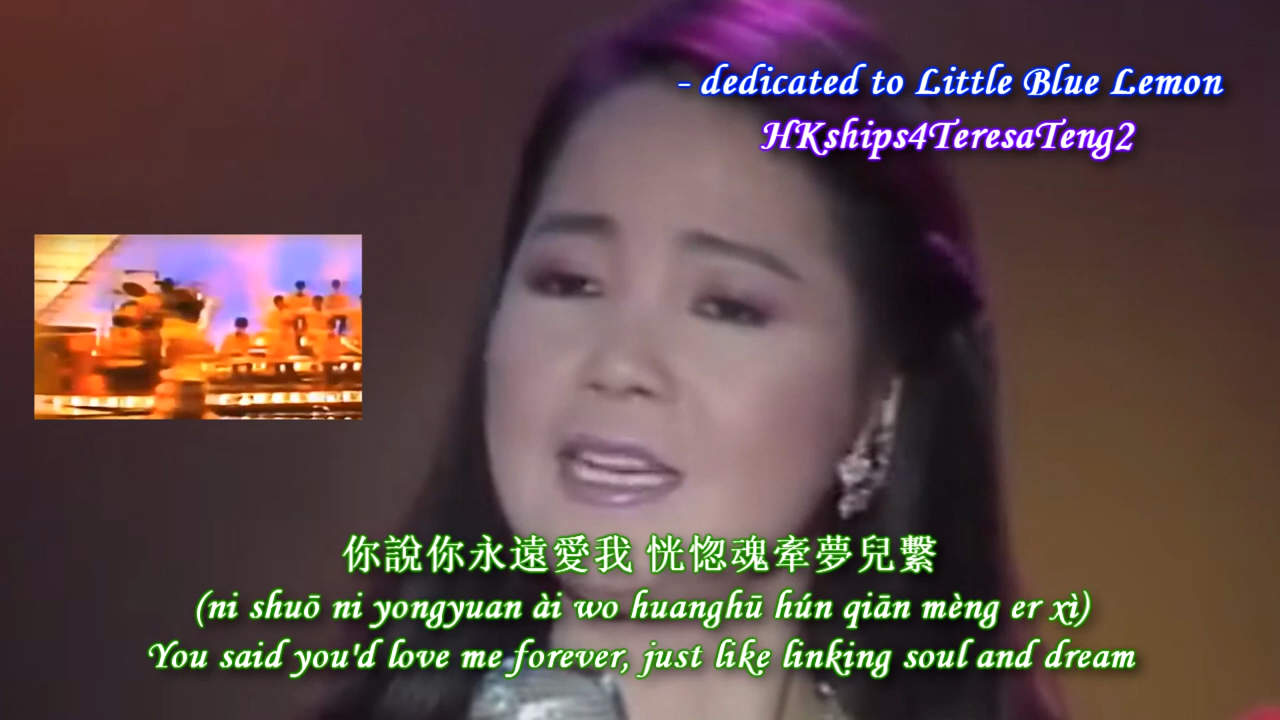 - dedicated to Little Blue Lemon
HKships4TeresaTeng2
你說你永遠愛我 恍惚魂牽夢兒繫
(ni shuō ni yongyuan ài wo huanghū hún qiān mèng er xì)
You said you'd love me forever, just like linking soul and dream